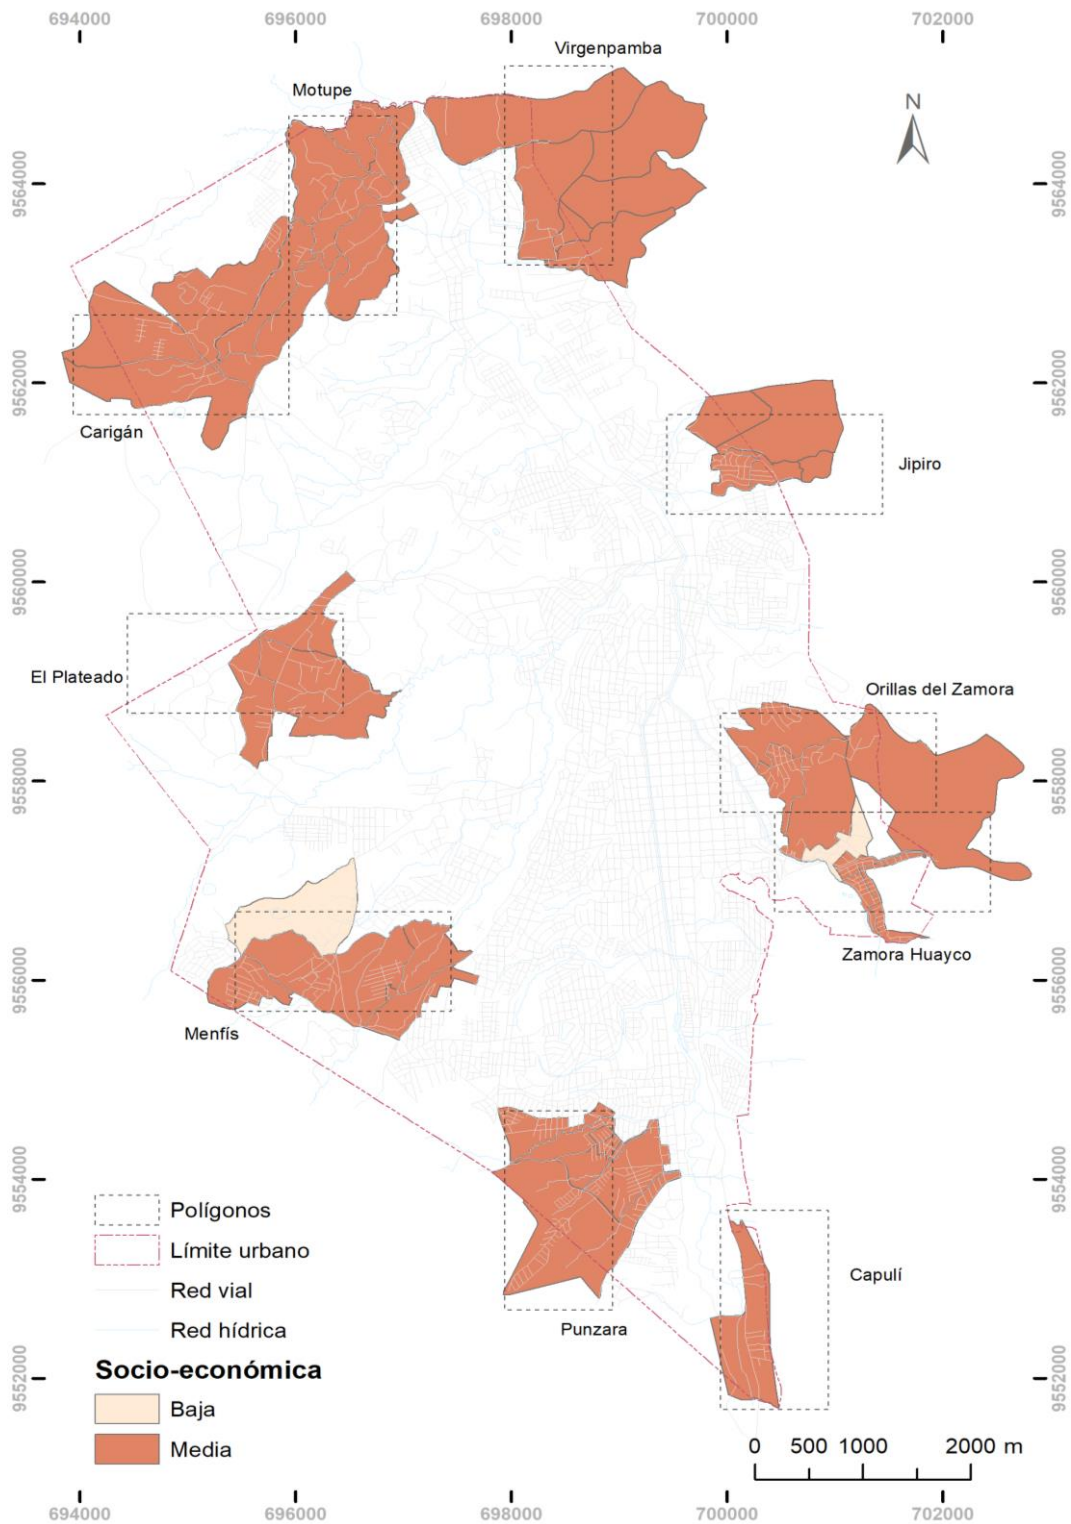 694000 696000 698000 700000 702000
Virgenpamba
Motupe
N
9564000 9564000
9562000 9562000
Carigán
Jipiro
9560000 9560000
El Plateado
Orillas del Zamora
9558000 9558000
Zamora Huayco
9556000 9556000
Menfís
9554000 9554000
Polígonos
Límite urbano
Capulí
Red vial
Red hídrica
Punzara
Socio-económica
9552000 9552000
Baja
Media
0 500 1000 2000 m
694000 696000 698000 700000 702000